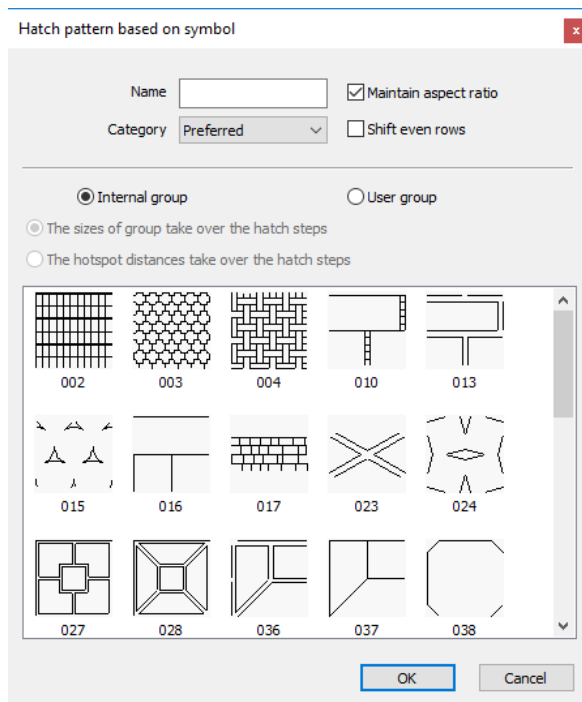 Hatch pattern based on symbol
x
Name
Maintain aspect ratio
Category Preferred
Shift even rows
Internal group User group
The sizes of group take over the hatch steps
The hotspot distances take over the hatch steps
002 003 004 010 013
015 016 017 023 024
027 028 036 037 038
OK Cancel